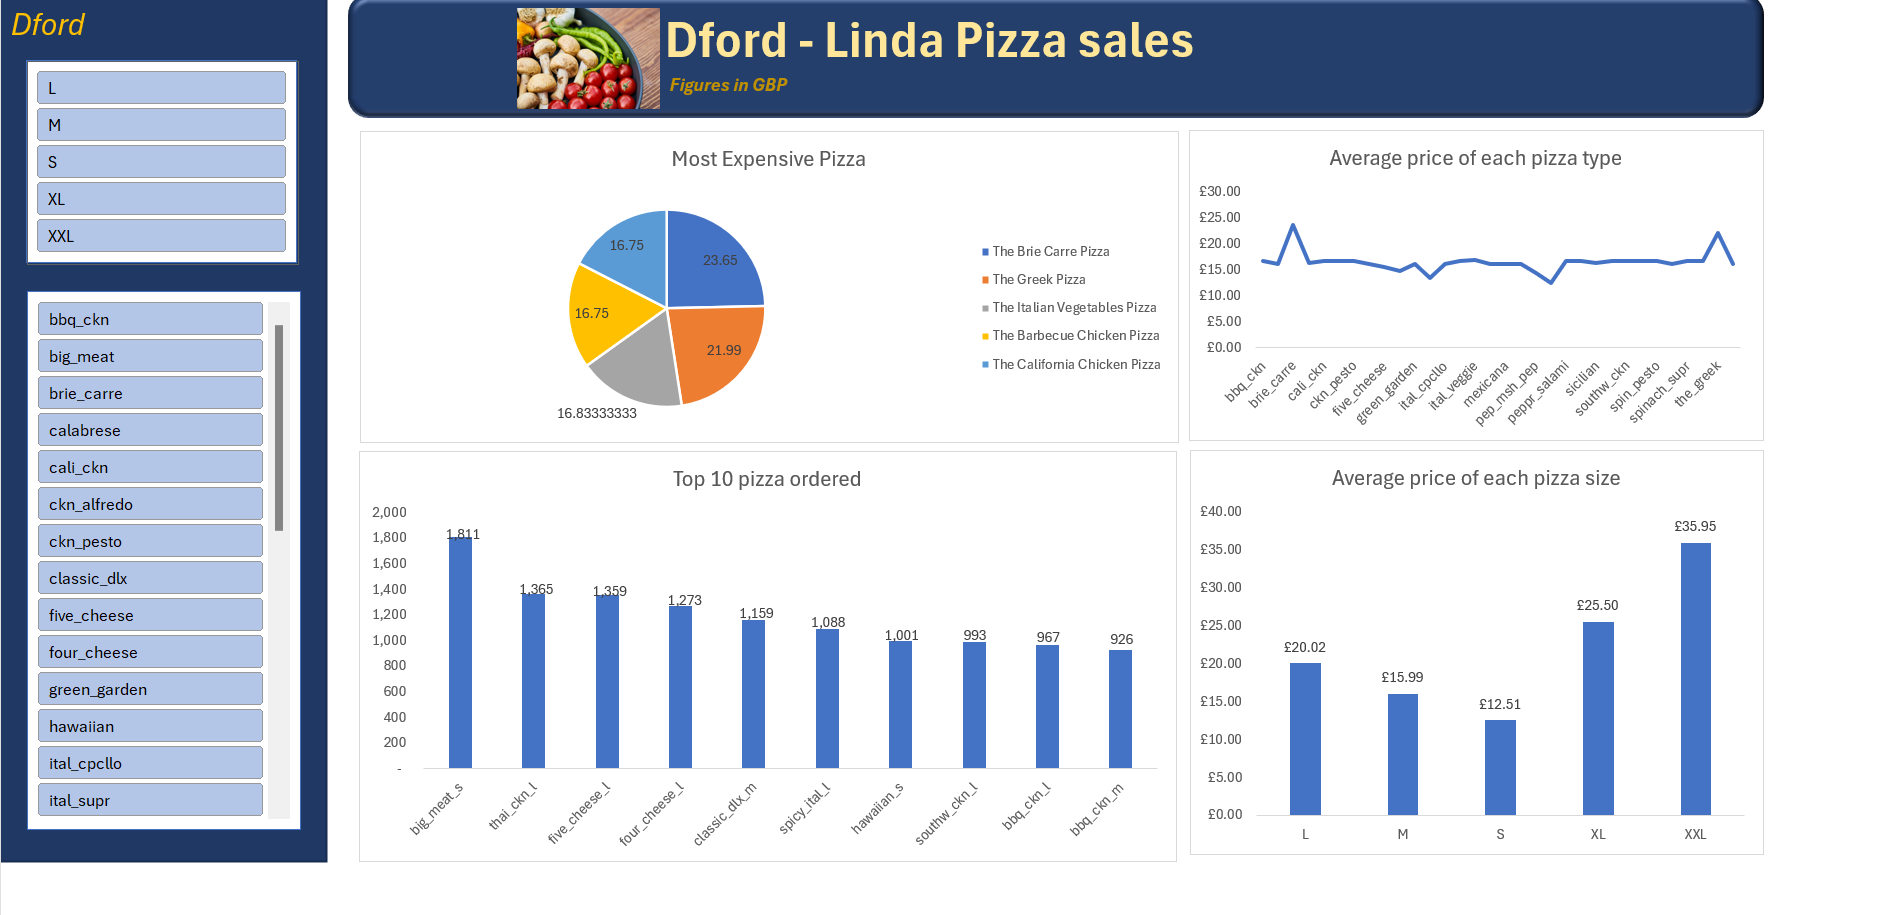 Dford
L
M
S
XL
XXL
bbq_ckn
big_meat
brie_carre
calabrese
cali_ckn
ckn_alfredo
ckn_pesto
classic_dlx
five_cheese
four_cheese
green_garden
hawaiian
ital_cpcllo
ital_supr
Dford - Linda Pizza sales
Figures in GBP
Most Expensive Pizza
23.65
21.99
16.83333333
16.75
16.75
The Brie Carre Pizza
The Greek Pizza
The Italian Vegetables Pizza
The Barbecue Chicken Pizza
The California Chicken Pizza
Average price of each pizza type
£30.00
£25.00
£20.00
£15.00
£10.00
£5.00
£0.00
bbq_ckn
brie_carre
cali_ckn
ckn_pesto
five_cheese
green_garden
ital_cpcllo
ital_veggie
mexicana
pep_msh_pep
peppr_salami
sicilian
southw_ckn
spin_pesto
spinach_supr
the_greek
Top 10 pizza ordered
2,000
1,800
1,600
1,400
1,200
1,000
800
600
400
200
-
1,811
1,365
1,359
1,273
1,159
1,088
1,001
993
967
926
big_meat_s
thai_ckn_l
five_cheese_l
four_cheese_l
classic_dlx_m
spicy_ital_l
hawaiian_s
southw_ckn_l
bbq_ckn_l
bbq_ckn_m
Average price of each pizza size
£40.00
£35.00
£30.00
£25.00
£20.00
£15.00
£10.00
£5.00
£0.00
£20.02
£15.99
£12.51
£25.50
£35.95
L
M
S
XL
XXL